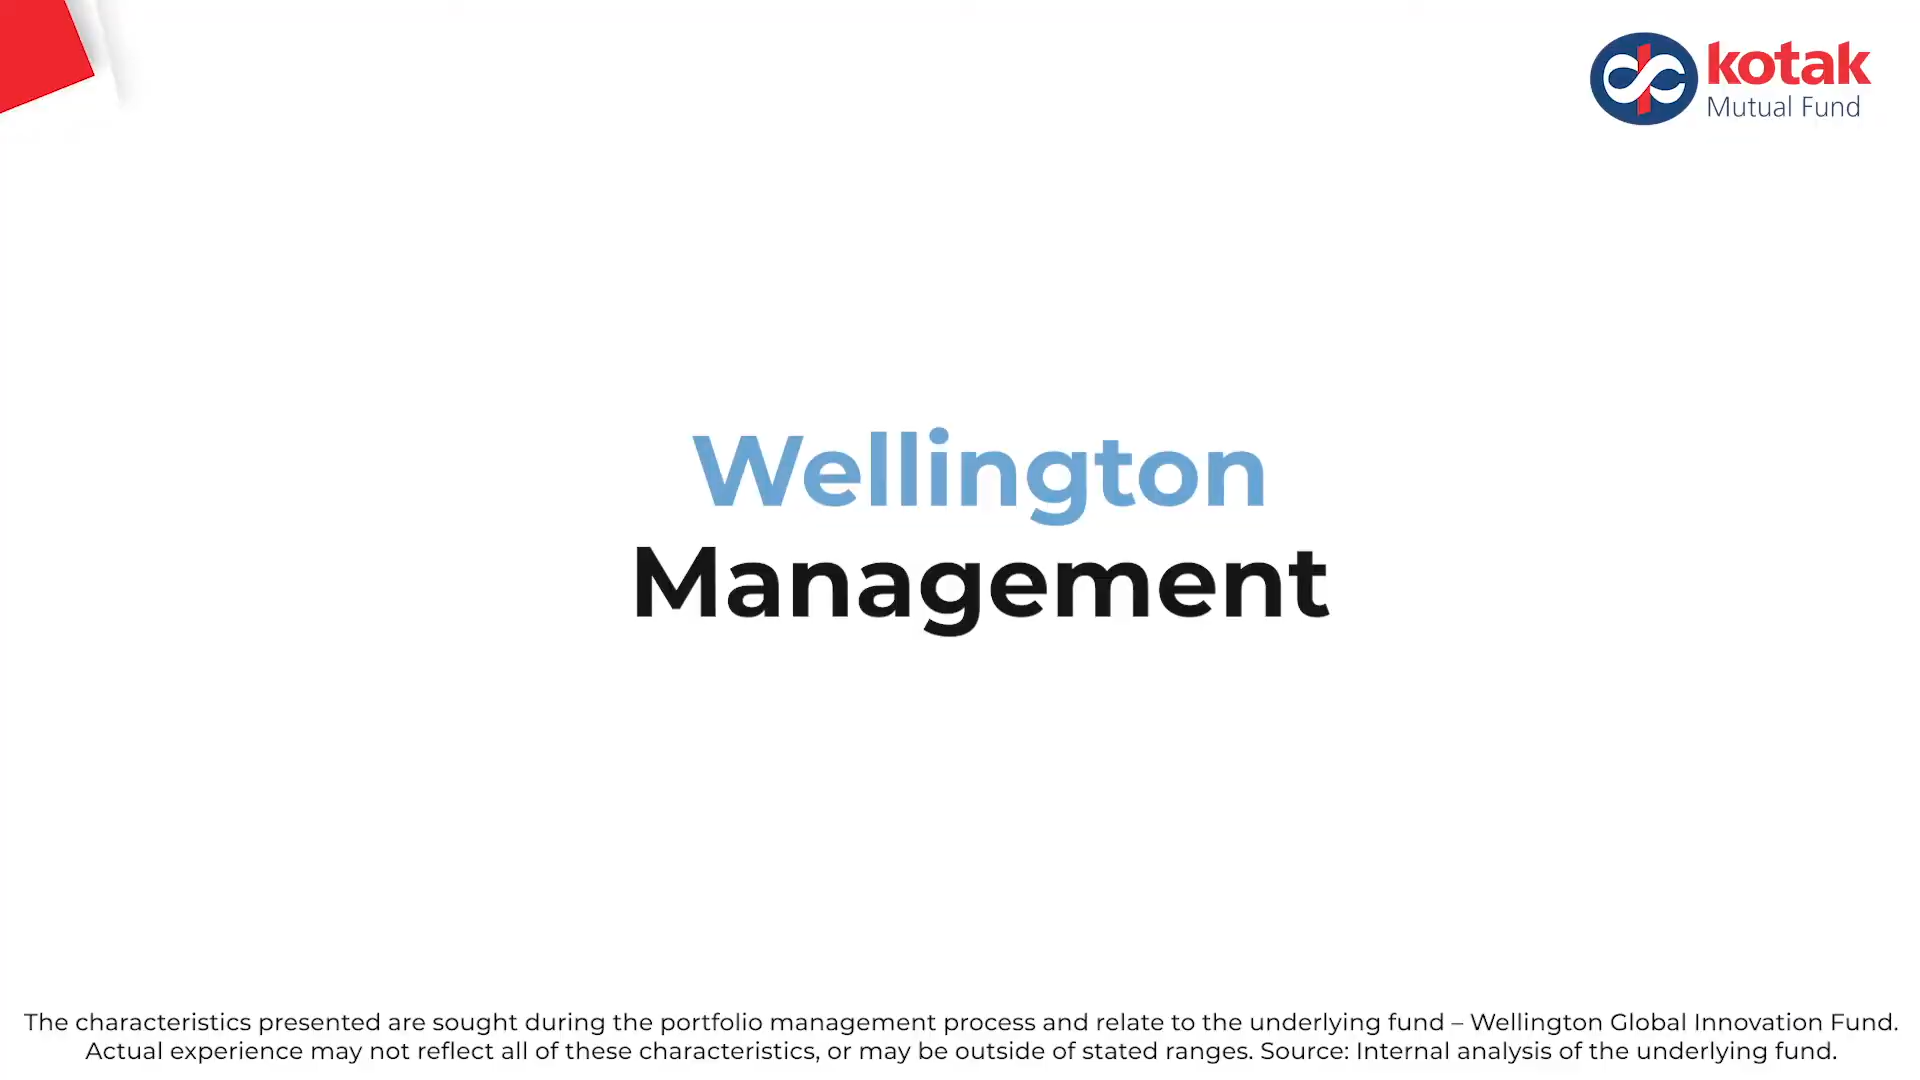 kotak
Mutual Fund
Wellington
Management
The characteristics presented are sought during the portfolio management process and relate to the underlying fund – Wellington Global Innovation Fund.
Actual experience may not reflect all of these characteristics, or may be outside of stated ranges. Source: Internal analysis of the underlying fund.